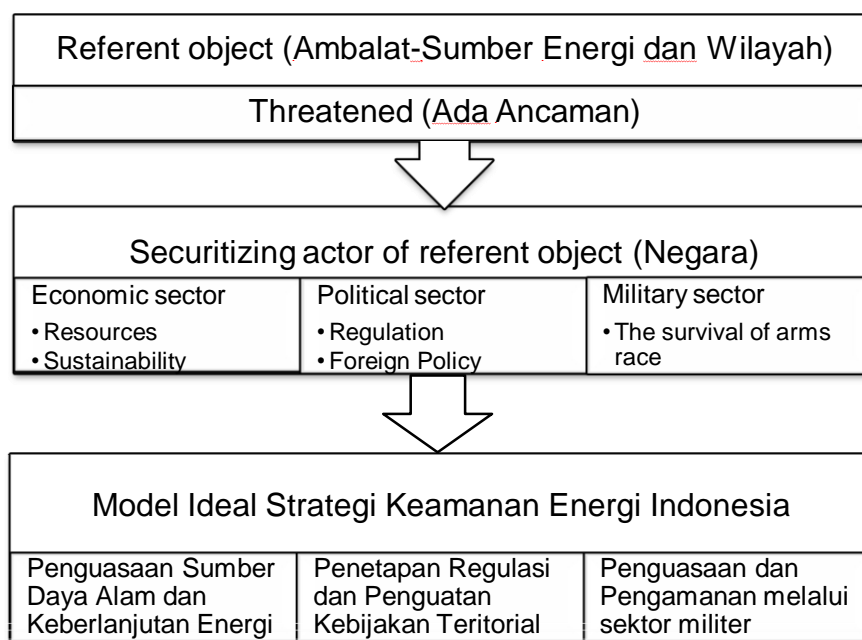 Referent object (Ambalat-Sumber Energi dan Wilayah)
Threatened (Ada Ancaman)
Securitizing actor of referent object (Negara)
Economic sector
• Resources
• Sustainability
Political sector
• Regulation
• Foreign Policy
Military sector
• The survival of arms
race
Model Ideal Strategi Keamanan Energi Indonesia
Penguasaan Sumber
Daya Alam dan
Keberlanjutan Energi
Penetapan Regulasi
dan Penguatan
Kebijakan Teritorial
Penguasaan dan
Pengamanan melalui
sektor militer